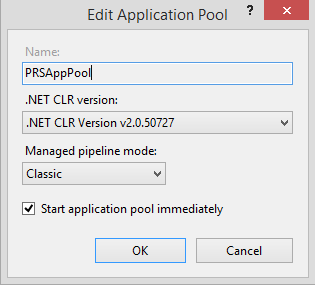 Edit Application Pool
?
Name:
PRSAppPool
.NET CLR version:
.NET CLR Version v2.0.50727
Managed pipeline mode:
Classic
Start application pool immediately
OK
Cancel